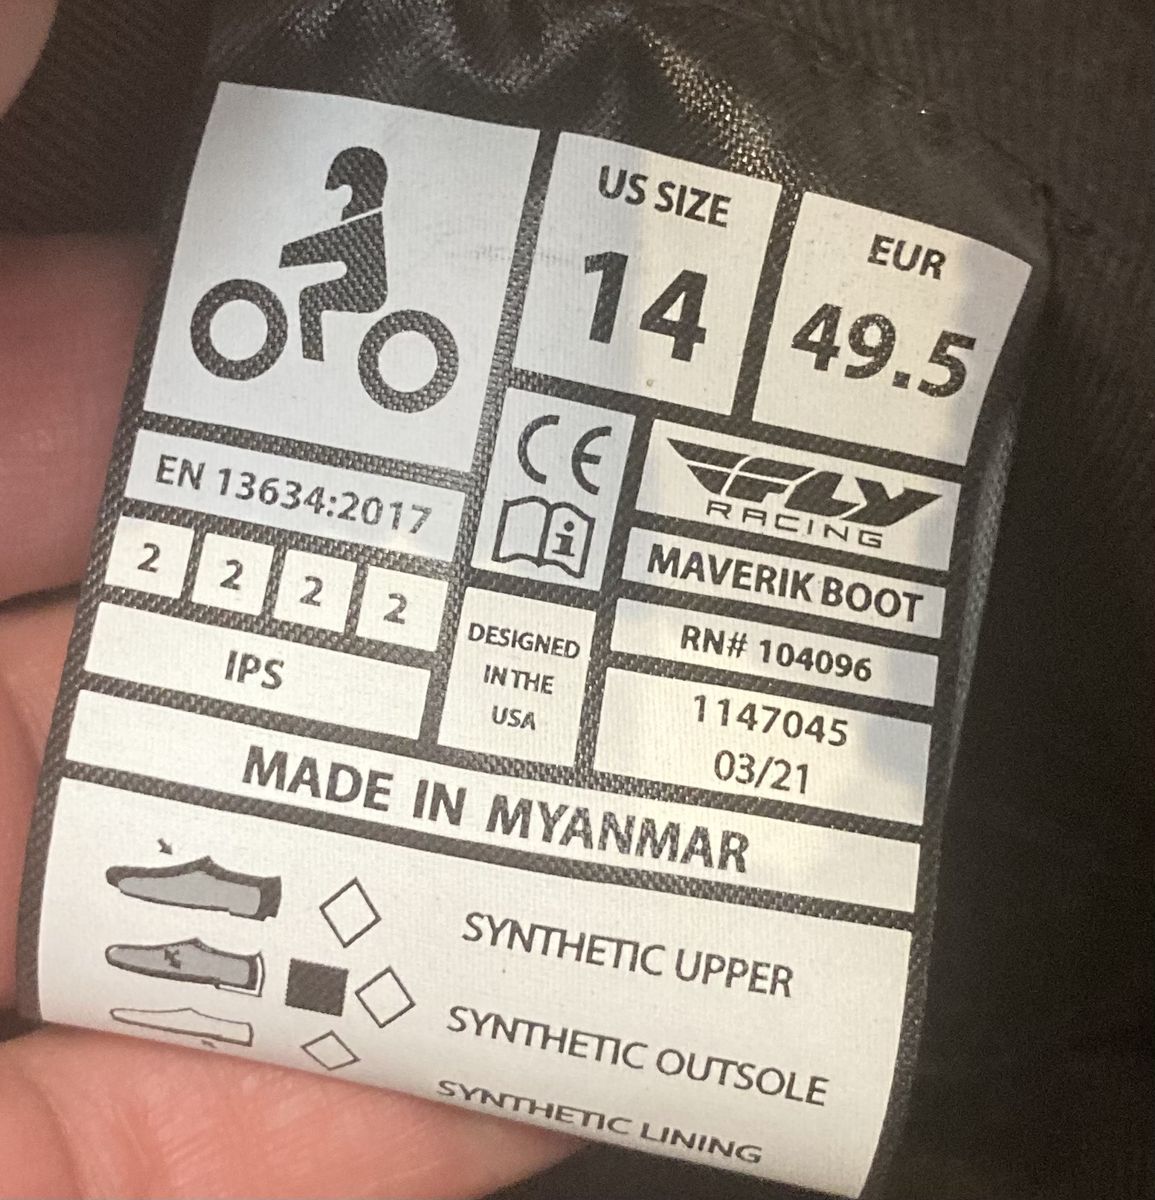 US SIZE
14
EUR
49.5
EN 13634:2017
2 2 2 2
IPS
CE
i
DESIGNED
IN THE
USA
FLY
RACING
MAVERIK BOOT
RN# 104096
1147045
03/21
MADE IN MYANMAR
SYNTHETIC UPPER
SYNTHETIC OUTSOLE
SYNTHETIC LINING